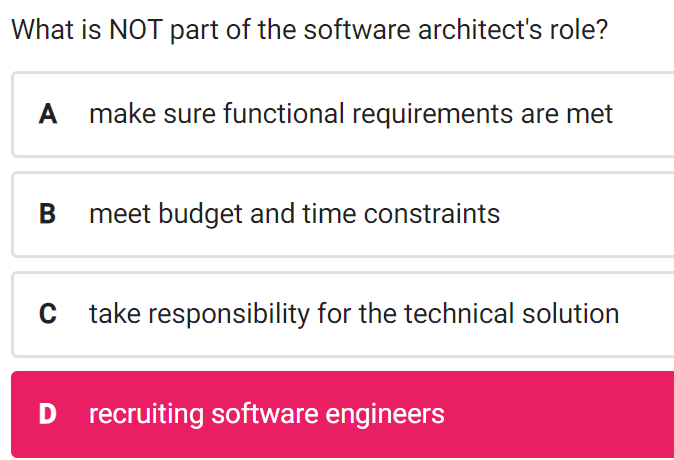 What is NOT part of the software architect's role?
A make sure functional requirements are met
B meet budget and time constraints
C take responsibility for the technical solution
D recruiting software engineers